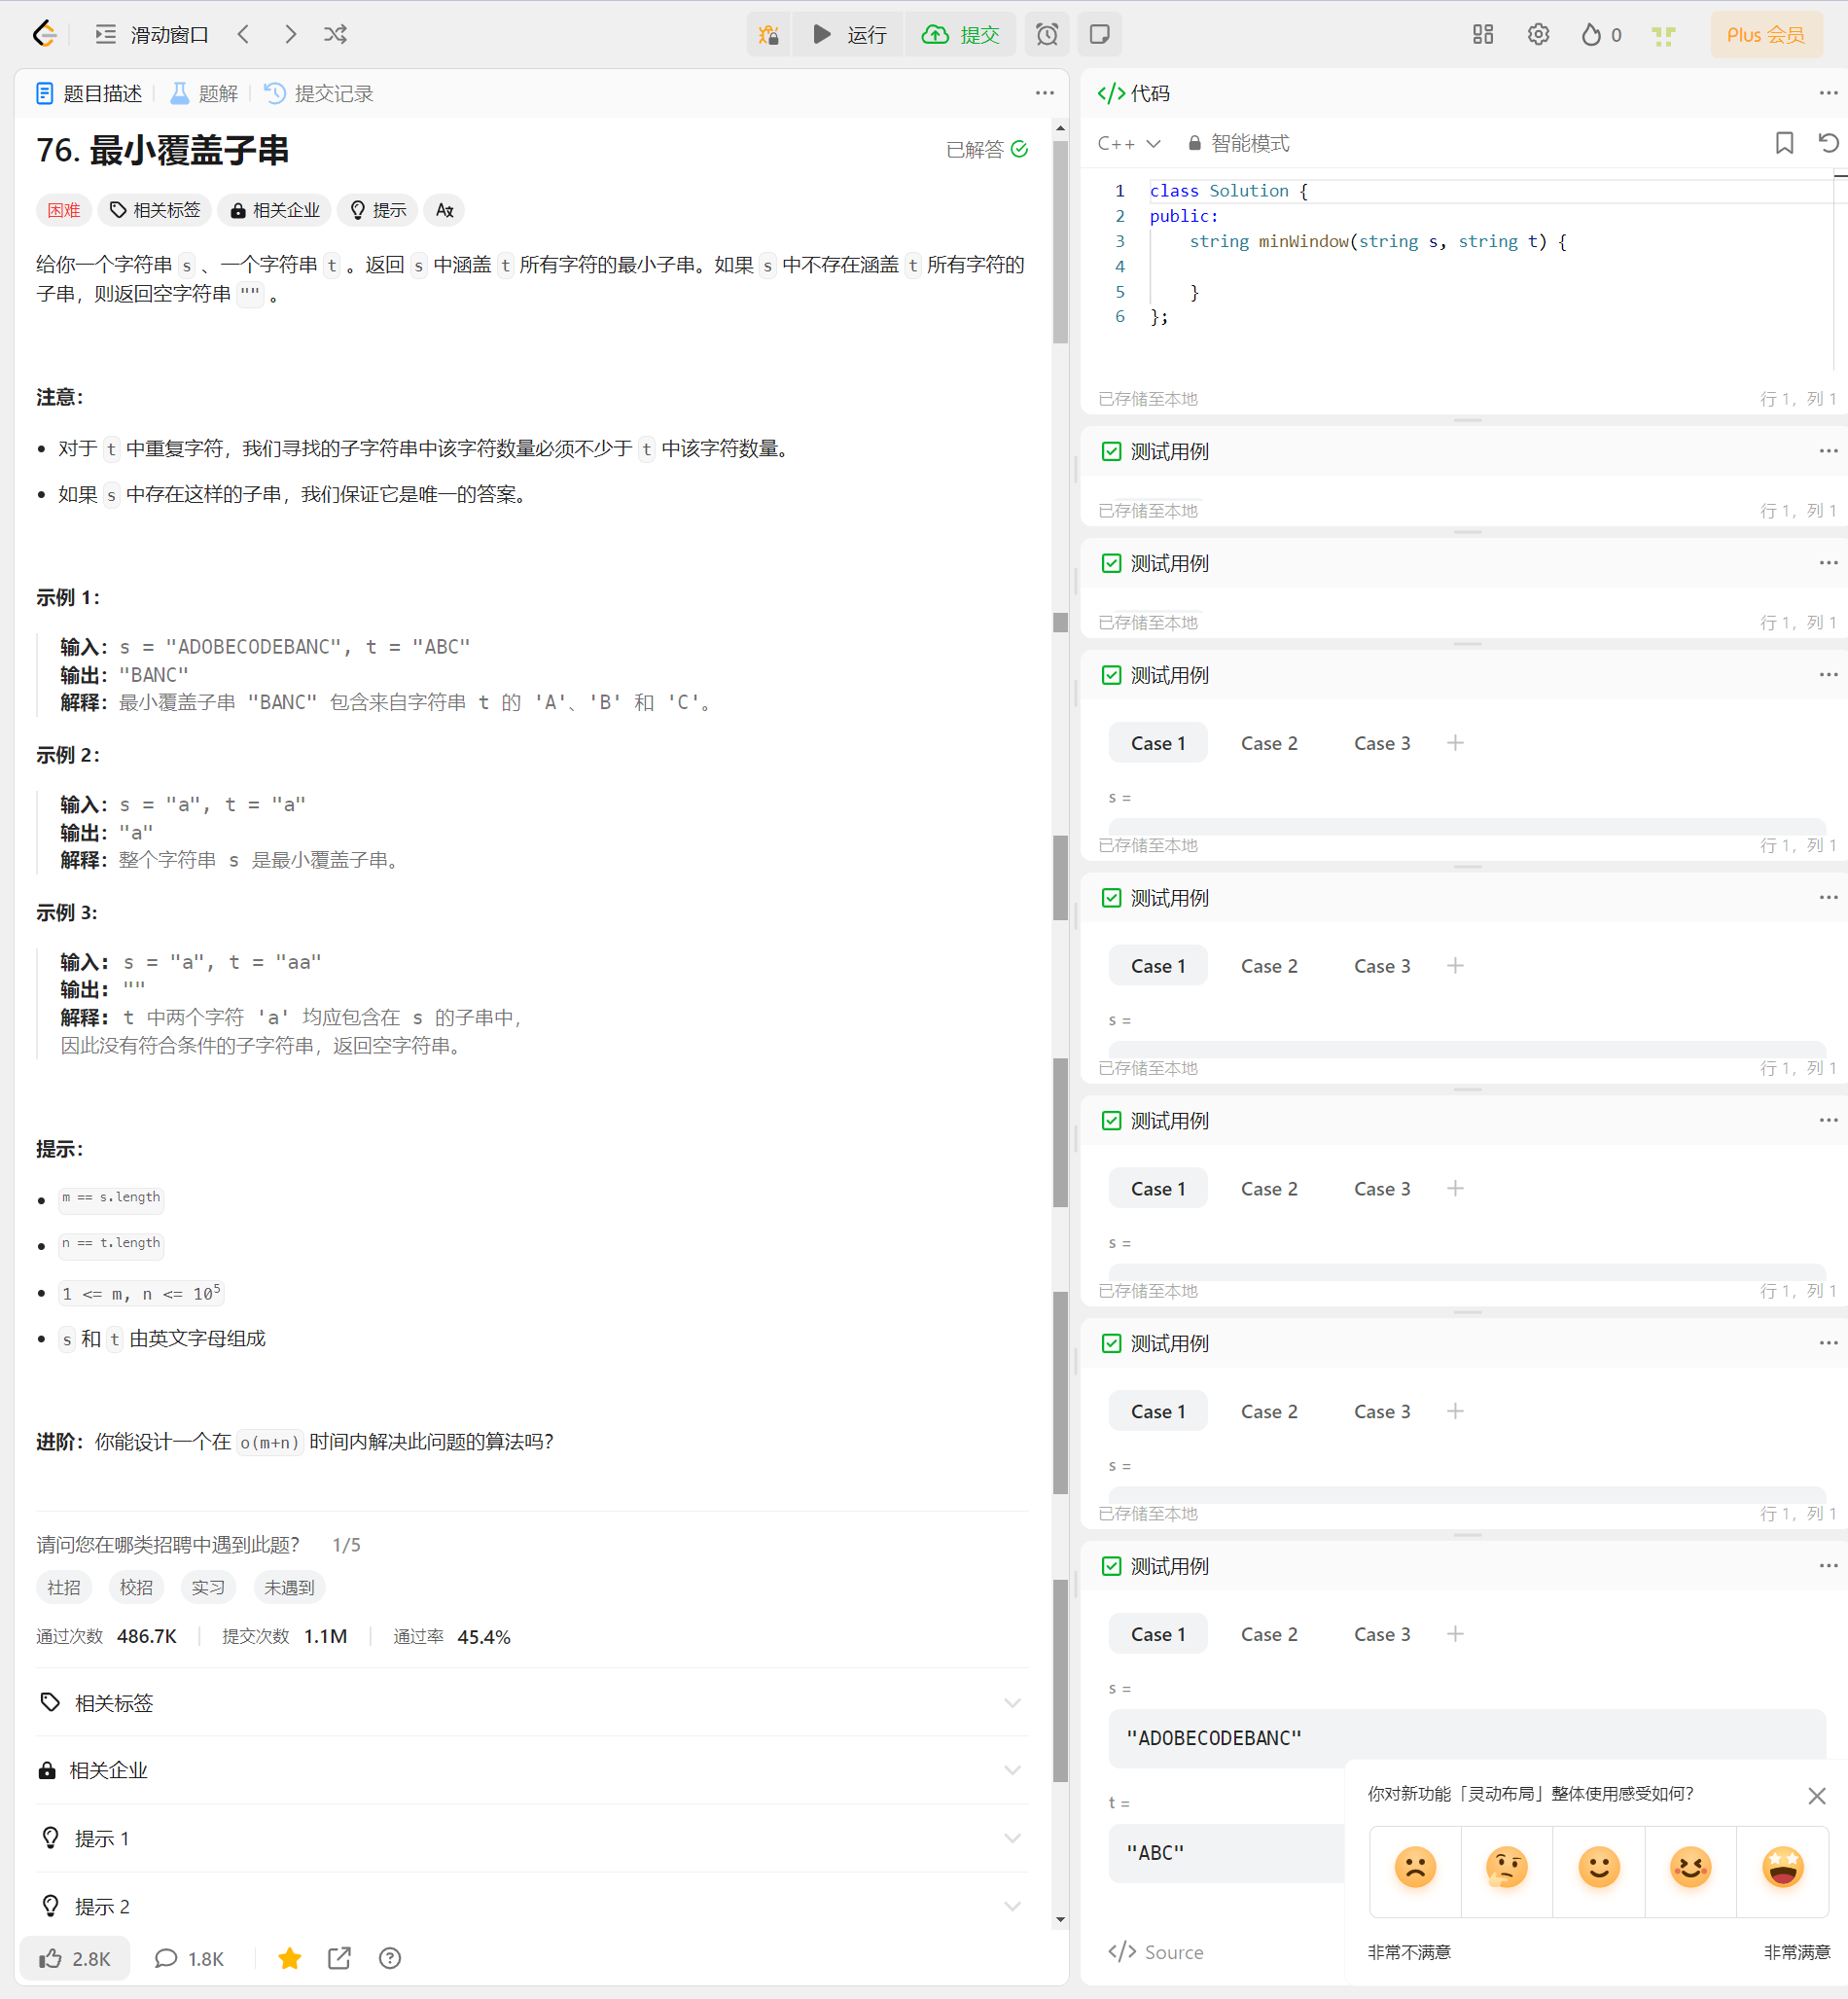 滑动窗口
运行
提交
0
Plus 会员
题目描述 题解 提交记录
76. 最小覆盖子串
已解答
困难 相关标签 相关企业 提示
给你一个字符串 s 、一个字符串 t 。返回 s 中涵盖 t 所有字符的最小子串。如果 s 中不存在涵盖 t 所有字符的
子串，则返回空字符串 "" 。
注意：
对于 t 中重复字符，我们寻找的子字符串中该字符数量必须不少于 t 中该字符数量。
如果 s 中存在这样的子串，我们保证它是唯一的答案。
示例 1：
输入：s = "ADOBECODEBANC", t = "ABC"
输出："BANC"
解释：最小覆盖子串 "BANC" 包含来自字符串 t 的 'A'、'B' 和 'C'。
示例 2：
输入：s = "a", t = "a"
输出："a"
解释：整个字符串 s 是最小覆盖子串。
示例 3:
输入: s = "a", t = "aa"
输出: ""
解释: t 中两个字符 'a' 均应包含在 s 的子串中，
因此没有符合条件的子字符串，返回空字符串。
提示：
m == s.length
n == t.length
1 <= m, n <= 10^5
s 和 t 由英文字母组成
进阶：你能设计一个在 o(m+n) 时间内解决此问题的算法吗？
请问您在哪类招聘中遇到此题？ 1/5
社招 校招 实习 未遇到
通过次数 486.7K 提交次数 1.1M 通过率 45.4%
相关标签
相关企业
提示 1
提示 2
2.8K 1.8K
代码
C++ 智能模式
1 class Solution {
2 public:
3 string minWindow(string s, string t) {
4
5 }
6 };
已存储至本地 行 1，列 1
测试用例
已存储至本地 行 1，列 1
测试用例
已存储至本地 行 1，列 1
测试用例
Case 1 Case 2 Case 3
s =
已存储至本地 行 1，列 1
测试用例
Case 1 Case 2 Case 3
s =
已存储至本地 行 1，列 1
测试用例
Case 1 Case 2 Case 3
s =
已存储至本地 行 1，列 1
测试用例
Case 1 Case 2 Case 3
s =
已存储至本地 行 1，列 1
测试用例
Case 1 Case 2 Case 3
s =
"ADOBECODEBANC"
t =
"ABC"
Source
你对新功能「灵动布局」整体使用感受如何？
非常不满意 非常满意